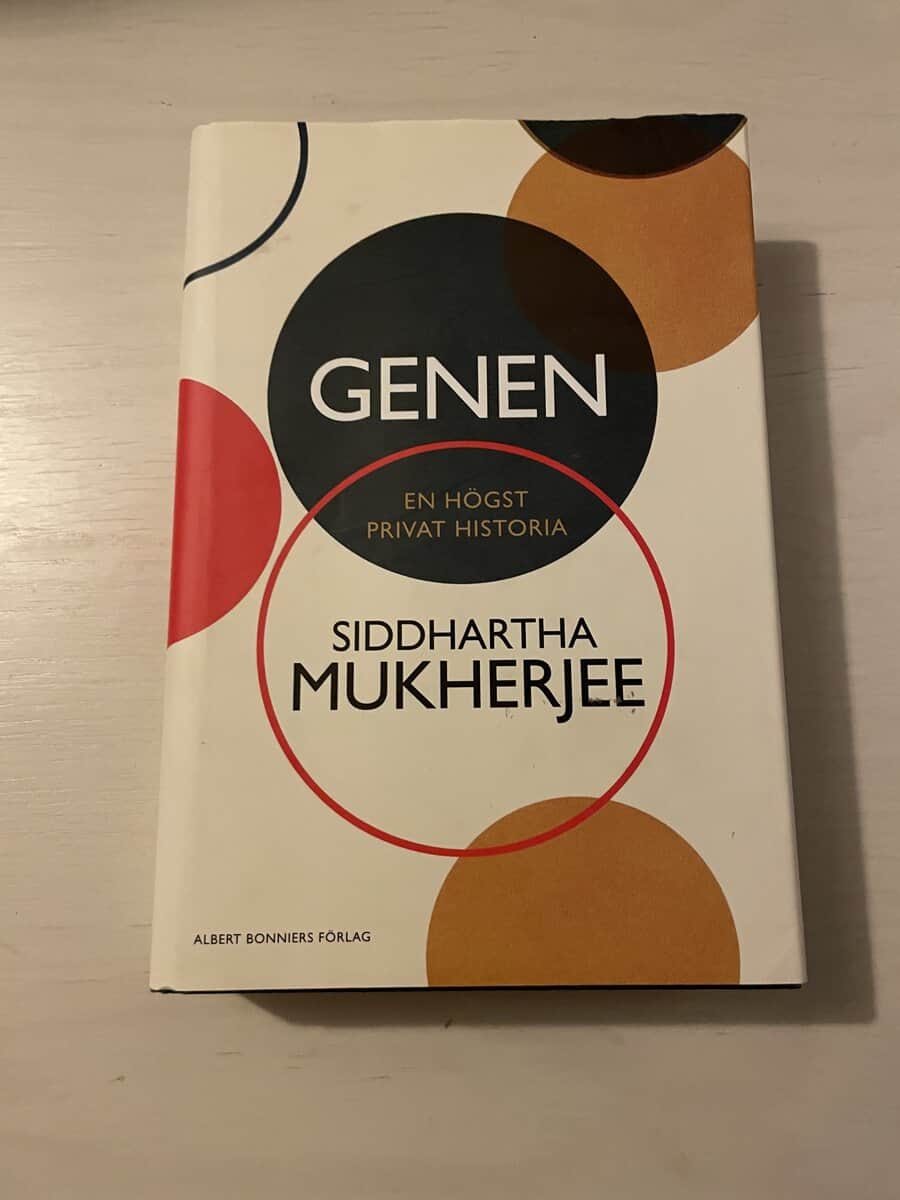 GENEN
EN HÖGST
PRIVAT HISTORIA
SIDDHARTHA
MUKHERJEE
ALBERT BONNIERS FÖRLAG